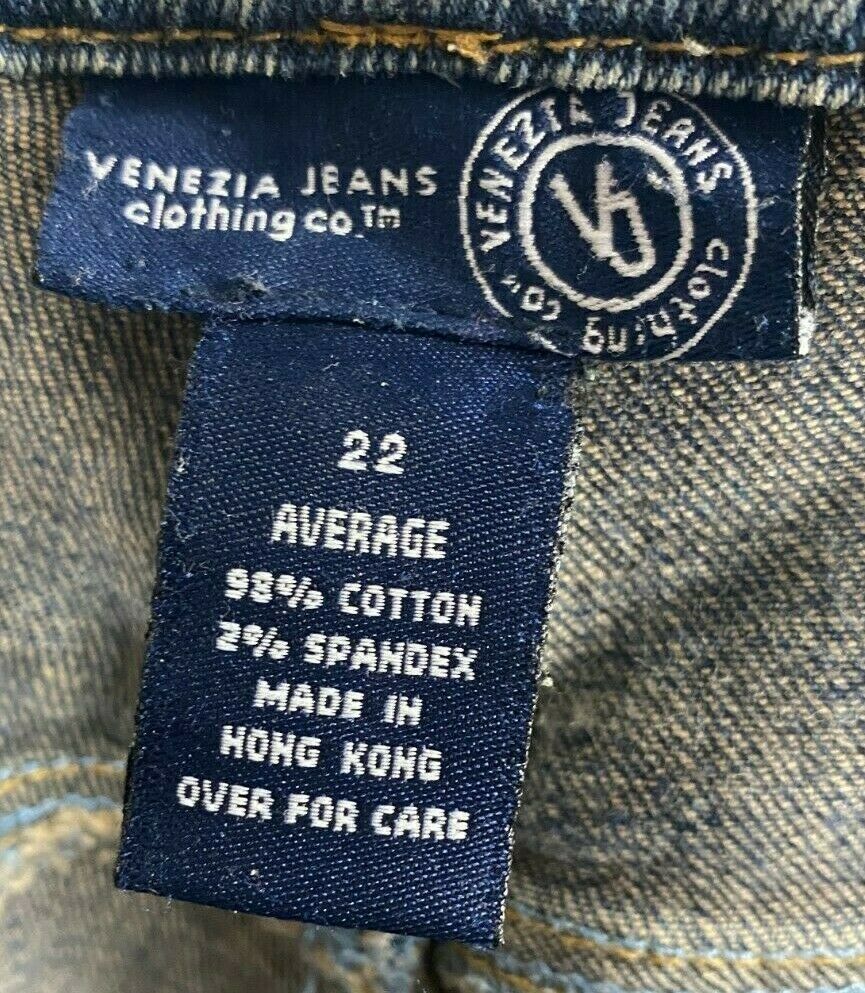 VENEZIA JEANS
clothing co.™
VENEZIA JEANS
clothing co.
VJ
22
AVERAGE
98% COTTON
2% SPANDEX
MADE IN
HONG KONG
OVER FOR CARE